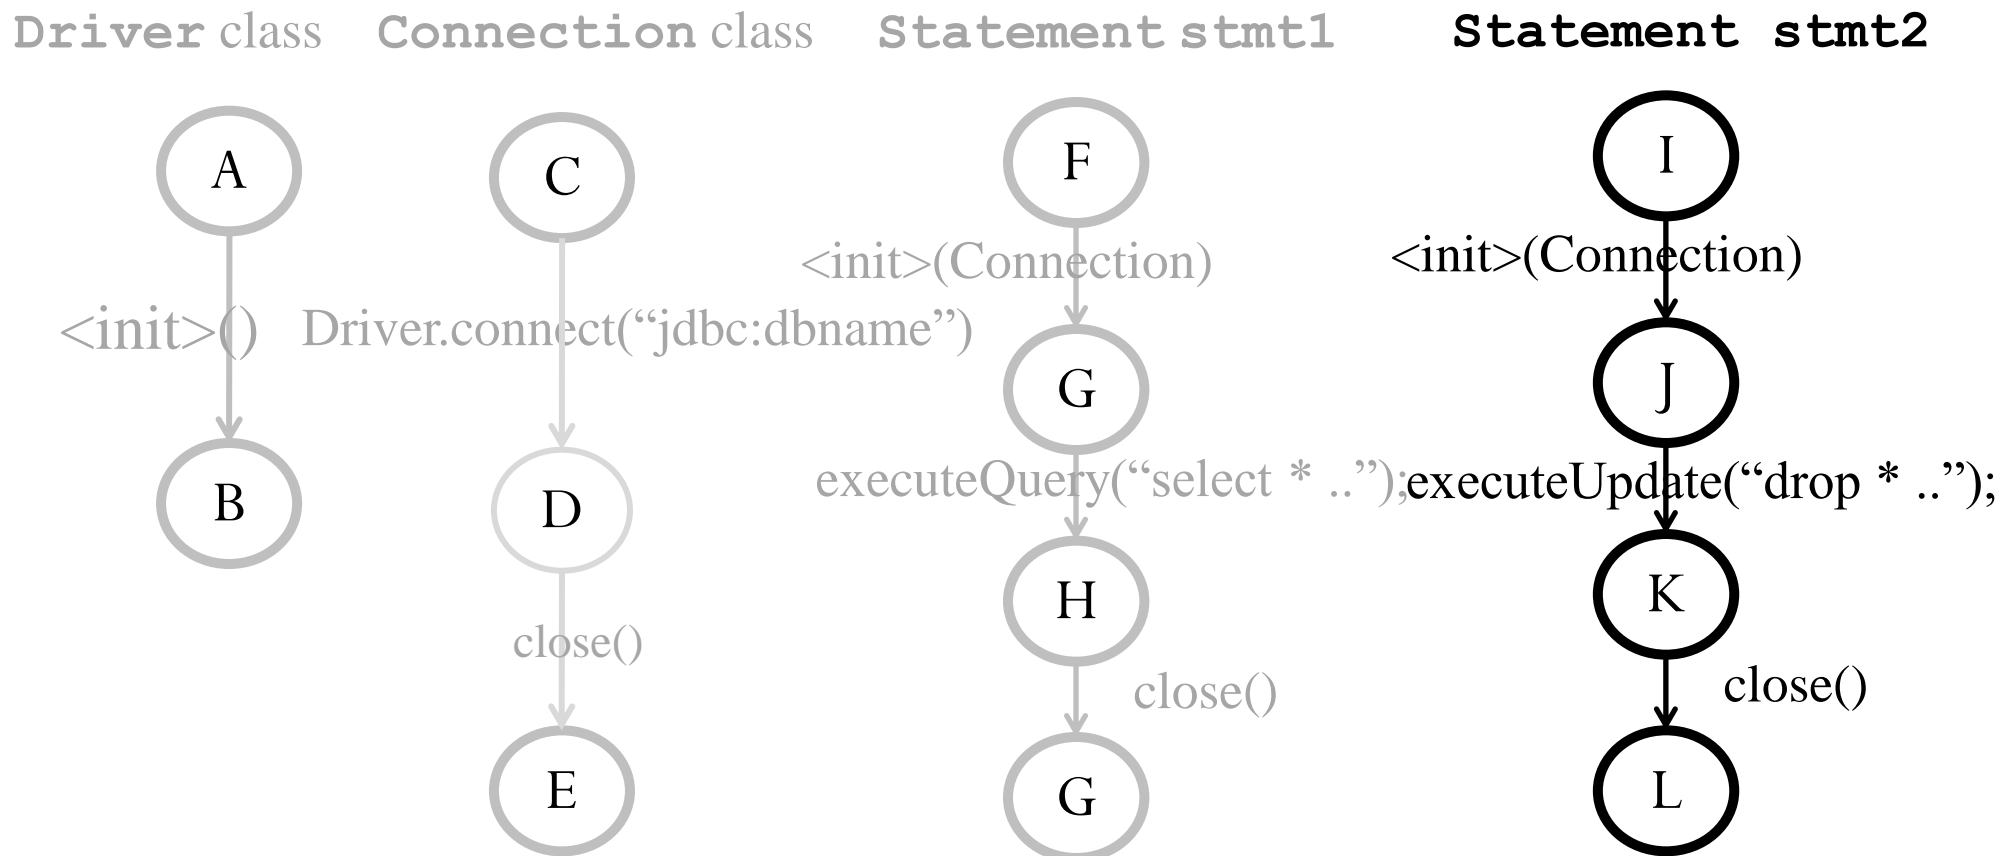 Driver class Connection class Statement stmt1 Statement stmt2
A C F I
<init>(Connection) <init>(Connection)
<init>() Driver.connect(“jdbc:dbname”)
G J
executeQuery(“select * ..”); executeUpdate(“drop * ..”);
B D H K
close()
close() close()
E G L